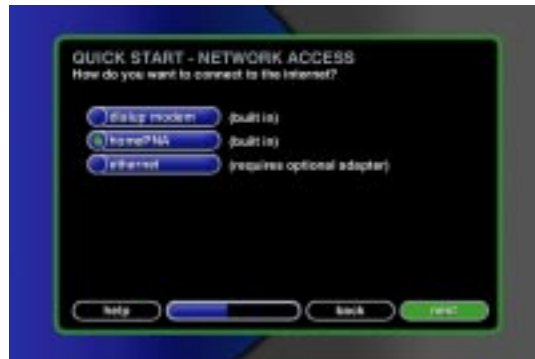 QUICK START - NETWORK ACCESS
How do you want to connect to the internet?
dialup modem (built in)
homePNA (built in)
ethernet (requires optional adapter)
help back next